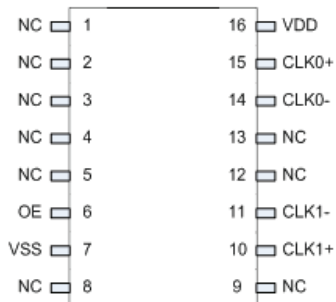 NC 1 16 VDD
NC 2 15 CLK0+
NC 3 14 CLK0-
NC 4 13 NC
NC 5 12 NC
OE 6 11 CLK1-
VSS 7 10 CLK1+
NC 8 9 NC